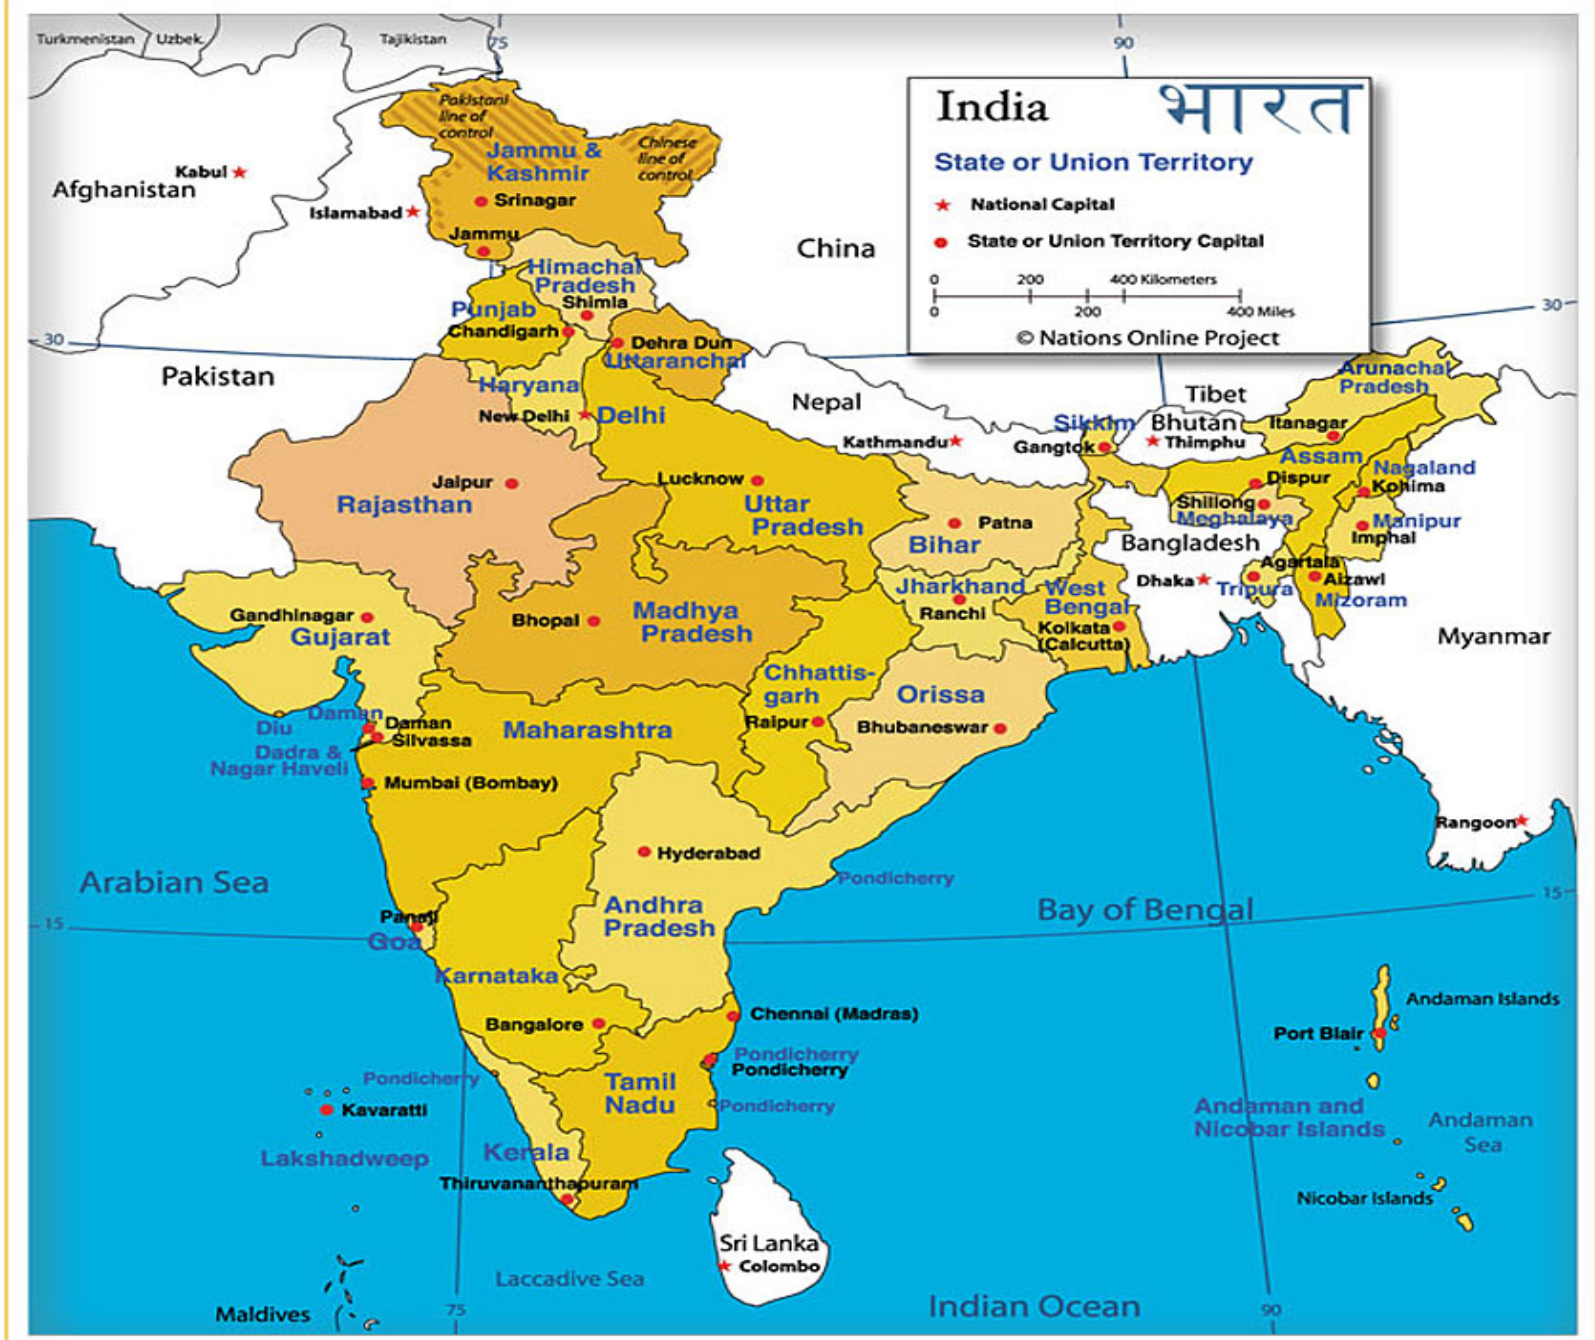 Turkmenistan
Uzbek.
Tajikistan
75
90
India
भारत
State or Union Territory
National Capital
State or Union Territory Capital
0 200 400 Kilometers
0 200 400 Miles
© Nations Online Project
Pakistani
line of
control
Chinese
line of
control
Jammu &
Kashmir
Srinagar
Jammu
Kabul
Afghanistan
Islamabad
China
Himachal
Pradesh
Shimla
Punjab
Chandigarh
30
30
Dehra Dun
Uttaranchal
Pakistan
Haryana
New Delhi
Delhi
Nepal
Kathmandu
Tibet
Sikkim
Gangtok
Bhutan
Thimphu
Arunachal
Pradesh
Itanagar
Assam
Dispur
Nagaland
Kohima
Shillong
Meghalaya
Manipur
Imphal
Jaipur
Rajasthan
Lucknow
Uttar
Pradesh
Patna
Bihar
Bangladesh
Dhaka
Agartala
Tripura
Aizawl
Mizoram
Myanmar
Gandhinagar
Gujarat
Bhopal
Madhya
Pradesh
Jharkhand
Ranchi
West
Bengal
Kolkata
(Calcutta)
Chhattis-
garh
Raipur
Orissa
Bhubaneswar
Daman
Diu
Daman
Silvassa
Dadra &
Nagar Haveli
Maharashtra
Mumbai (Bombay)
Rangoon
Hyderabad
Arabian Sea
Pondicherry
Bay of Bengal
15
15
Panaji
Goa
Andhra
Pradesh
Karnataka
Bangalore
Chennai (Madras)
Andaman Islands
Port Blair
Pondicherry
Pondicherry
Pondicherry
Tamil
Nadu
Pondicherry
Kavaratti
Lakshadweep
Kerala
Thiruvananthapuram
Andaman and
Nicobar Islands
Andaman
Sea
Nicobar Islands
Sri Lanka
Colombo
Laccadive Sea
Maldives
75
Indian Ocean
90